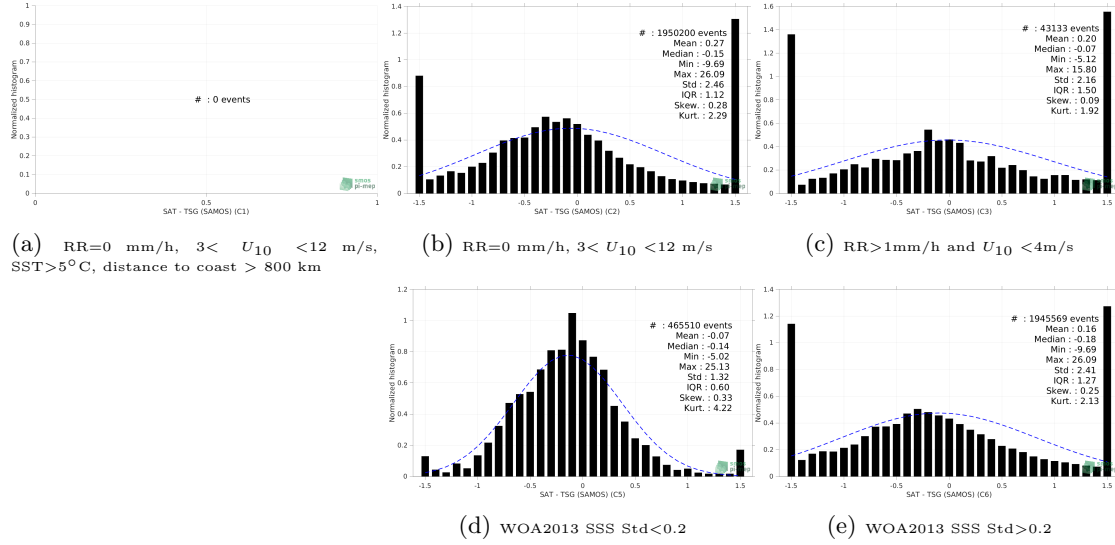 1
0.9
0.8
0.7
0.6
0.5
0.4
0.3
0.2
0.1
0
Normalized histogram
# : 0 events
0 0.5 1
SAT - TSG (SAMOS) (C1)
smos
pi-mep
(a) RR=0 mm/h, 3< U10 <12 m/s,
SST>5°C, distance to coast > 800 km
1.4
1.2
1
0.8
0.6
0.4
0.2
0
Normalized histogram
# : 1950200 events
Mean : 0.27
Median : -0.15
Min : -9.69
Max : 26.09
Std : 2.46
IQR : 1.12
Skew. : 0.28
Kurt. : 2.29
-1.5 -1 -0.5 0 0.5 1 1.5
SAT - TSG (SAMOS) (C2)
smos
pi-mep
(b) RR=0 mm/h, 3< U10 <12 m/s
1.6
1.4
1.2
1
0.8
0.6
0.4
0.2
0
Normalized histogram
# : 43133 events
Mean : 0.20
Median : -0.07
Min : -5.12
Max : 15.80
Std : 2.16
IQR : 1.50
Skew. : 0.09
Kurt. : 1.92
-1.5 -1 -0.5 0 0.5 1 1.5
SAT - TSG (SAMOS) (C3)
smos
pi-mep
(c) RR>1mm/h and U10 <4m/s
1.2
1
0.8
0.6
0.4
0.2
0
Normalized histogram
# : 465510 events
Mean : -0.07
Median : -0.14
Min : -5.02
Max : 25.13
Std : 1.32
IQR : 0.60
Skew. : 0.33
Kurt. : 4.22
-1.5 -1 -0.5 0 0.5 1 1.5
SAT - TSG (SAMOS) (C5)
smos
pi-mep
(d) WOA2013 SSS Std<0.2
1.4
1.2
1
0.8
0.6
0.4
0.2
0
Normalized histogram
# : 1945569 events
Mean : 0.16
Median : -0.18
Min : -9.69
Max : 26.09
Std : 2.41
IQR : 1.27
Skew. : 0.25
Kurt. : 2.13
-1.5 -1 -0.5 0 0.5 1 1.5
SAT - TSG (SAMOS) (C6)
smos
pi-mep
(e) WOA2013 SSS Std>0.2